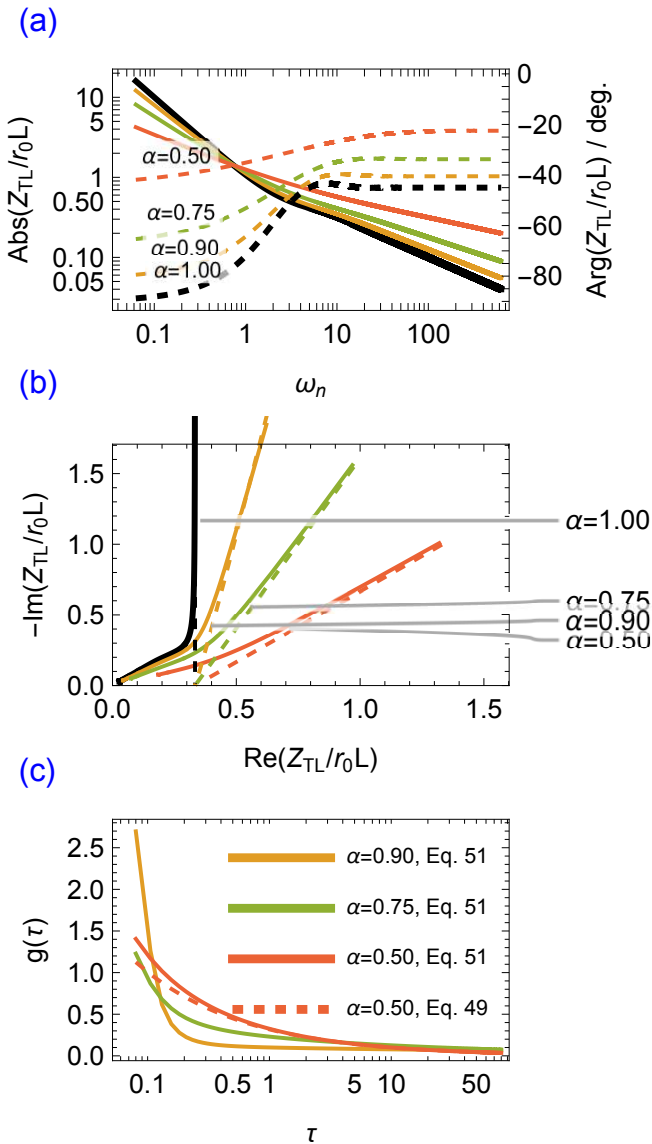 (a)
10
5
1
0.50
0.10
0.05
Abs(Z_TL/r_0L)
α=0.50
α=0.75
α=0.90
α=1.00
0
−20
−40
−60
−80
Arg(Z_TL/r_0L) / deg.
0.1 1 10 100
ω_n
(b)
1.5
1.0
0.5
0.0
−Im(Z_TL/r_0L)
α=1.00
α=0.75
α=0.90
α=0.50
0.0 0.5 1.0 1.5
Re(Z_TL/r_0L)
(c)
2.5
2.0
1.5
1.0
0.5
0.0
g(τ)
α=0.90, Eq. 51
α=0.75, Eq. 51
α=0.50, Eq. 51
α=0.50, Eq. 49
0.1 0.5 1 5 10 50
τ